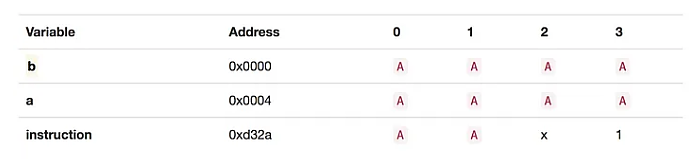 Variable Address 0 1 2 3
b 0x0000 A A A A
a 0x0004 A A A A
instruction 0xd32a A A x 1